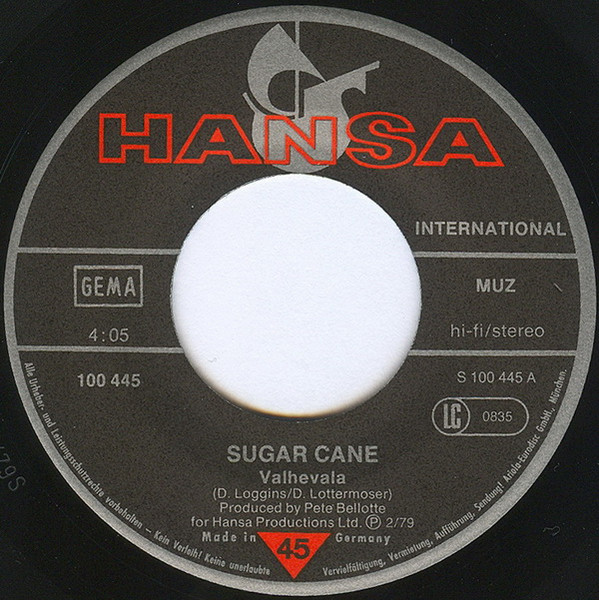 HANSA
INTERNATIONAL
GEMA
MUZ
4:05
hi-fi/stereo
100 445
S 100 445 A
LC 0835
SUGAR CANE
Valhevala
(D. Loggins/D. Lottermoser)
Produced by Pete Bellotte
for Hansa Productions Ltd. Ⓟ 2/79
Made in Germany
45
Alle Urheber- und Leistungsschutzrechte vorbehalten - Kein Verleih! Keine unerlaubte Vervielfältigung, Vermietung, Aufführung, Sendung! Ariola-Eurodisc GmbH., München.